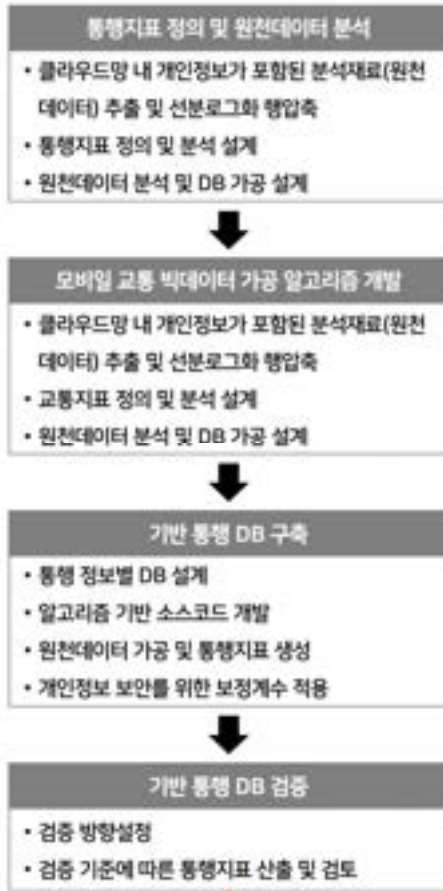 통행지표 정의 및 원천데이터 분석
• 클라우드망 내 개인정보가 포함된 분석재료(원천
데이터) 추출 및 선분로그화 행압축
• 통행지표 정의 및 분석 설계
• 원천데이터 분석 및 DB 가공 설계
모바일 교통 빅데이터 가공 알고리즘 개발
• 클라우드망 내 개인정보가 포함된 분석재료(원천
데이터) 추출 및 선분로그화 행압축
• 교통지표 정의 및 분석 설계
• 원천데이터 분석 및 DB 가공 설계
기반 통행 DB 구축
• 통행 정보별 DB 설계
• 알고리즘 기반 소스코드 개발
• 원천데이터 가공 및 통행지표 생성
• 개인정보 보안를 위한 보정계수 적용
기반 통행 DB 검증
• 검증 방향설정
• 검증 기준에 따른 통행지표 산출 및 검토